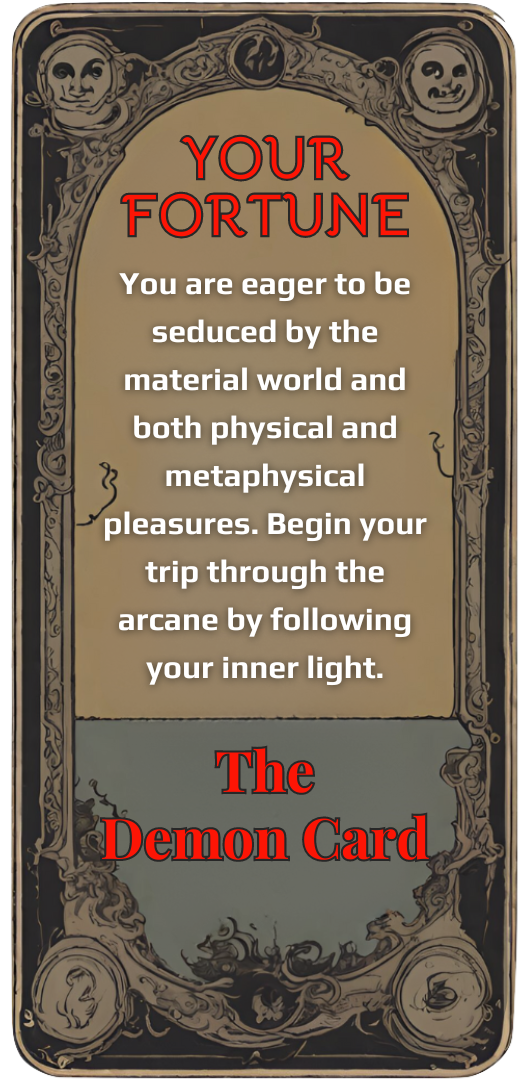 YOUR
FORTUNE
You are eager to be
seduced by the
material world and
both physical and
metaphysical
pleasures. Begin your
trip through the
arcane by following
your inner light.
The
Demon Card